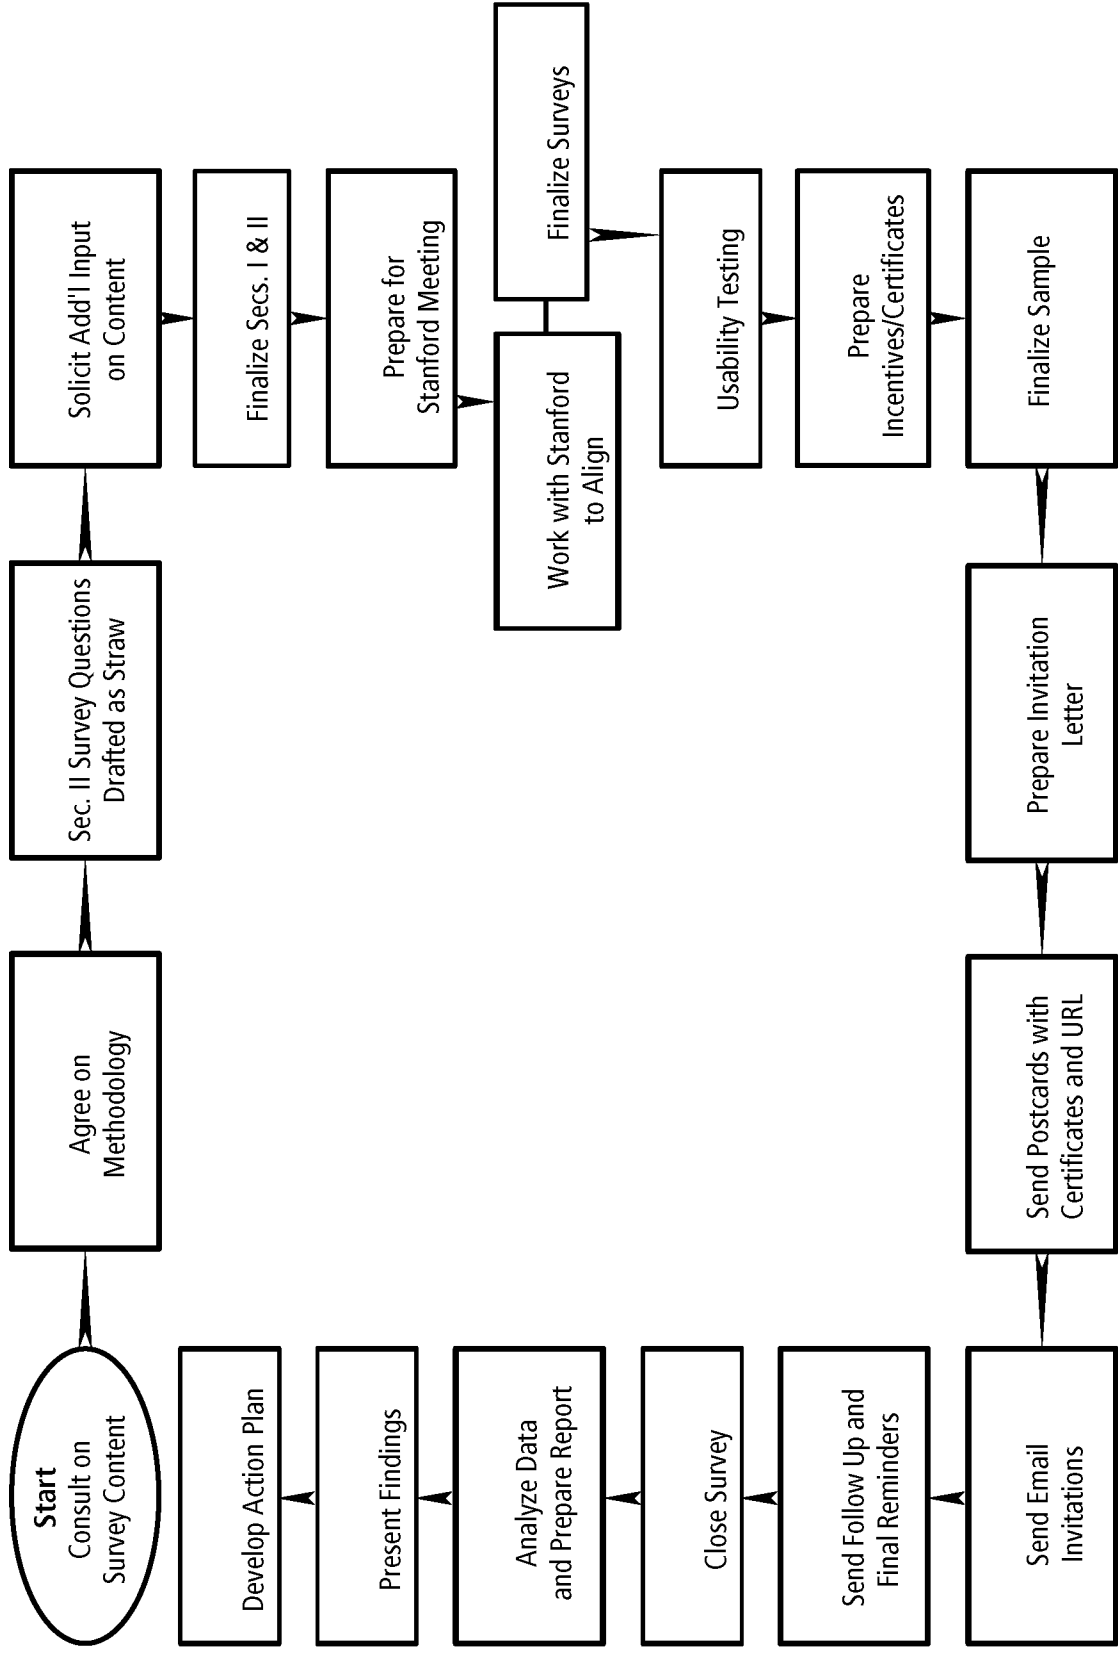 Start
Consult on
Survey Content
Agree on
Methodology
Sec. II Survey Questions
Drafted as Straw
Solicit Add'l Input
on Content
Finalize Secs. I & II
Prepare for
Stanford Meeting
Work with Stanford
to Align
Finalize Surveys
Usability Testing
Prepare
Incentives/Certificates
Finalize Sample
Prepare Invitation
Letter
Send Postcards with
Certificates and URL
Send Email
Invitations
Send Follow Up and
Final Reminders
Close Survey
Analyze Data
and Prepare Report
Present Findings
Develop Action Plan